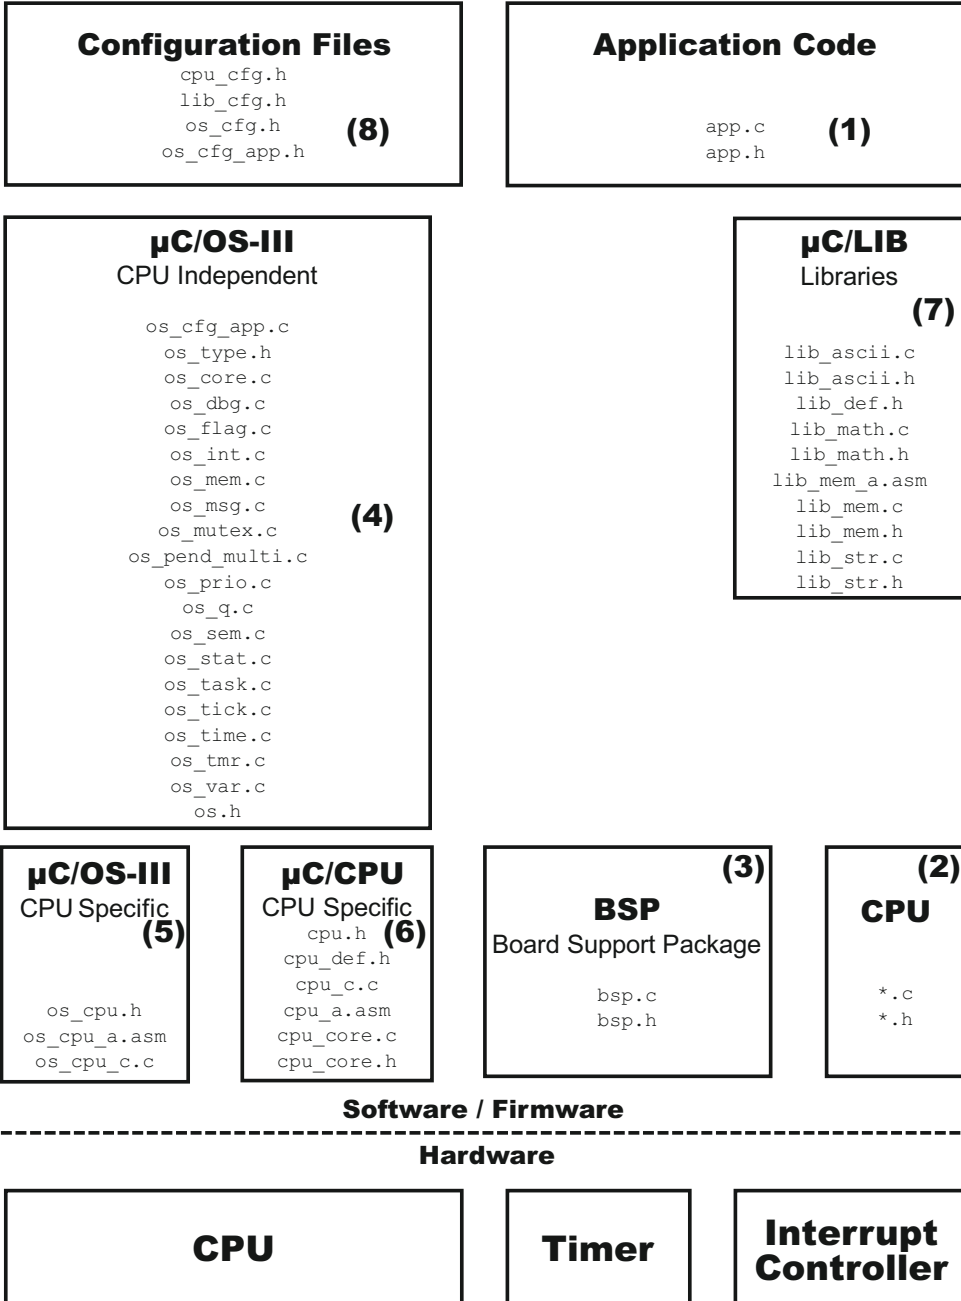 Configuration Files
cpu_cfg.h
lib_cfg.h
os_cfg.h
os_cfg_app.h
(8)
Application Code
app.c
app.h
(1)
µC/OS-III
CPU Independent
os_cfg_app.c
os_type.h
os_core.c
os_dbg.c
os_flag.c
os_int.c
os_mem.c
os_msg.c
os_mutex.c
os_pend_multi.c
os_prio.c
os_q.c
os_sem.c
os_stat.c
os_task.c
os_tick.c
os_time.c
os_tmr.c
os_var.c
os.h
(4)
µC/LIB
Libraries
(7)
lib_ascii.c
lib_ascii.h
lib_def.h
lib_math.c
lib_math.h
lib_mem_a.asm
lib_mem.c
lib_mem.h
lib_str.c
lib_str.h
µC/OS-III
CPU Specific
(5)
os_cpu.h
os_cpu_a.asm
os_cpu_c.c
µC/CPU
CPU Specific
cpu.h (6)
cpu_def.h
cpu_c.c
cpu_a.asm
cpu_core.c
cpu_core.h
(3)
BSP
Board Support Package
bsp.c
bsp.h
(2)
CPU
*.c
*.h
Software / Firmware
Hardware
CPU
Timer
Interrupt
Controller